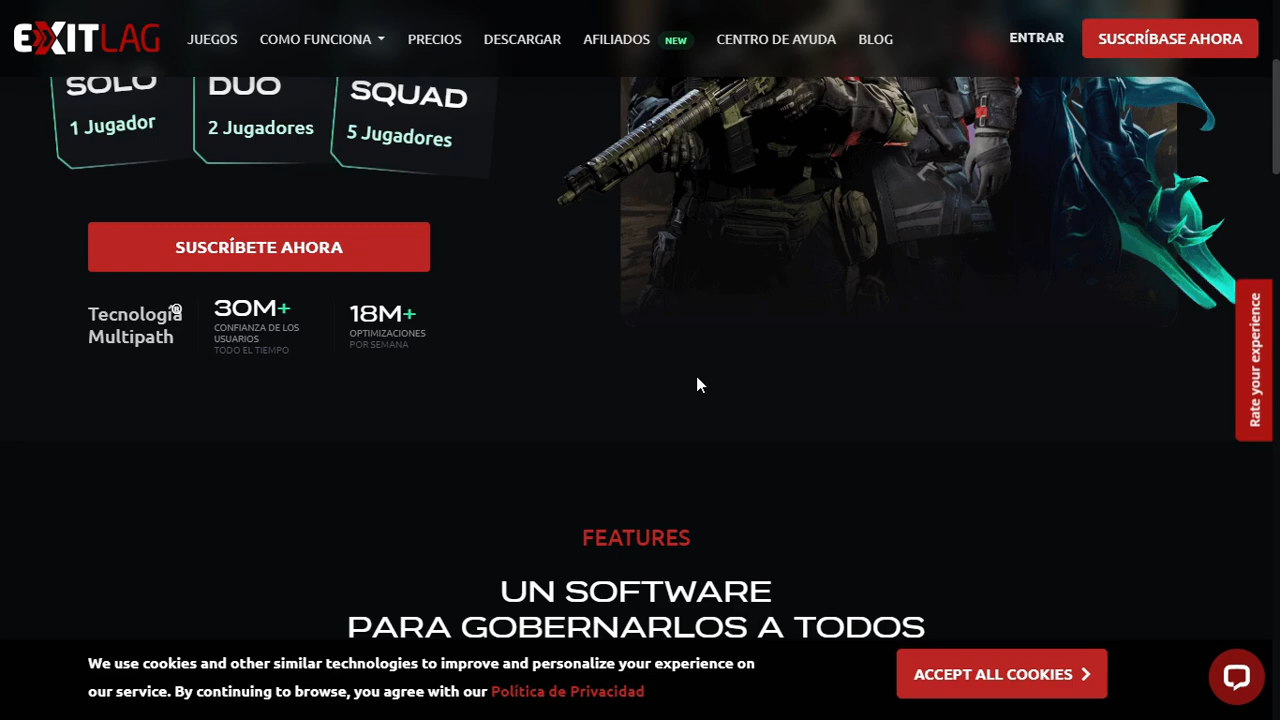 EXITLAG
JUEGOS
COMO FUNCIONA
PRECIOS
DESCARGAR
AFILIADOS NEW
CENTRO DE AYUDA
BLOG
ENTRAR
SUSCRÍBASE AHORA
SOLO
1 Jugador
DUO
2 Jugadores
SQUAD
5 Jugadores
SUSCRÍBETE AHORA
Tecnología
Multipath
30M+
CONFIANZA DE LOS
USUARIOS
TODO EL TIEMPO
18M+
OPTIMIZACIONES
POR SEMANA
Rate your experience
FEATURES
UN SOFTWARE
PARA GOBERNARLOS A TODOS
We use cookies and other similar technologies to improve and personalize your experience on
our service. By continuing to browse, you agree with our Política de Privacidad
ACCEPT ALL COOKIES